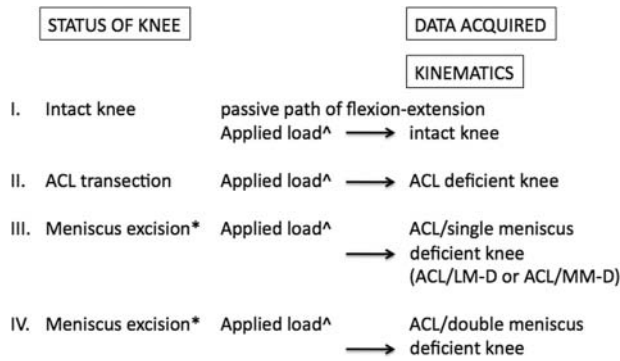 STATUS OF KNEE DATA ACQUIRED
KINEMATICS
I. Intact knee passive path of flexion-extension
Applied load^ intact knee
II. ACL transection Applied load^ ACL deficient knee
III. Meniscus excision* Applied load^ ACL/single meniscus
deficient knee
(ACL/LM-D or ACL/MM-D)
IV. Meniscus excision* Applied load^ ACL/double meniscus
deficient knee